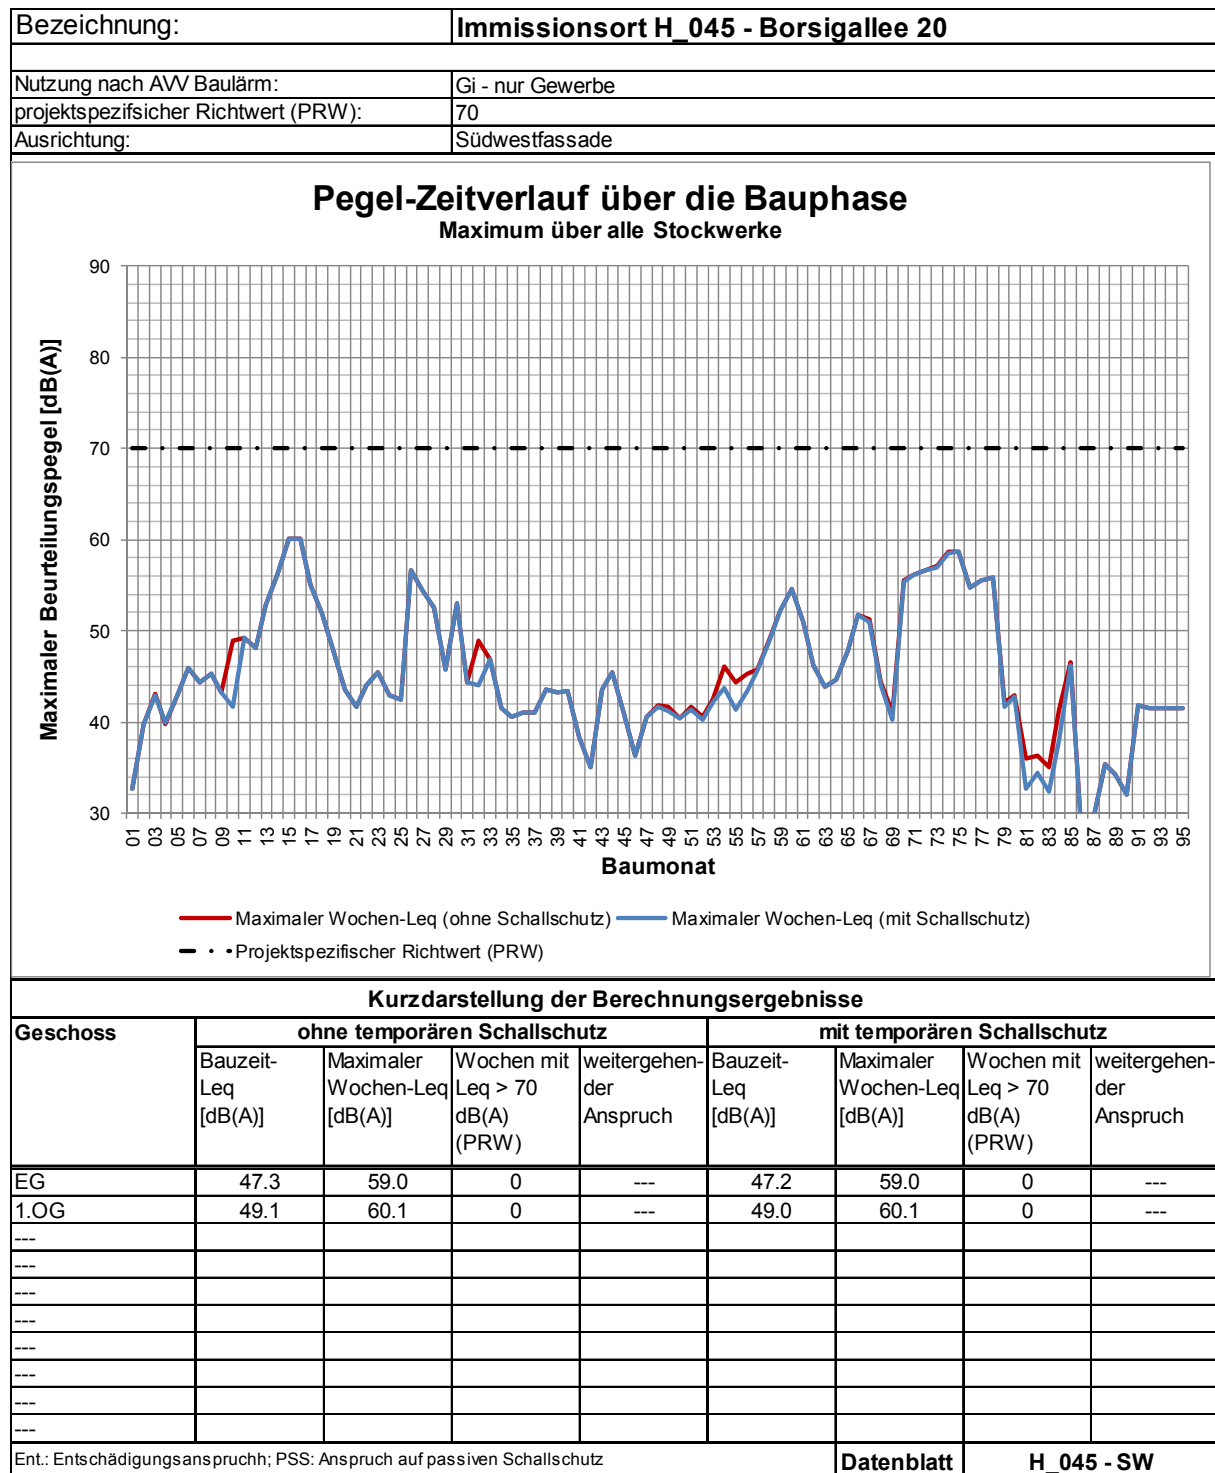 Bezeichnung: Immissionsort H_045 - Borsigallee 20
Nutzung nach AVV Baulärm: Gi - nur Gewerbe
projektspezifsicher Richtwert (PRW): 70
Ausrichtung: Südwestfassade
Pegel-Zeitverlauf über die Bauphase
Maximum über alle Stockwerke
Maximaler Beurteilungspegel [dB(A)]
90
80
70
60
50
40
30
01 03 05 07 09 11 13 15 17 19 21 23 25 27 29 31 33 35 37 39 41 43 45 47 49 51 53 55 57 59 61 63 65 67 69 71 73 75 77 79 81 83 85 87 89 91 93 95
Baumonat
Maximaler Wochen-Leq (ohne Schallschutz) Maximaler Wochen-Leq (mit Schallschutz)
Projektspezifischer Richtwert (PRW)
Kurzdarstellung der Berechnungsergebnisse
Geschoss ohne temporären Schallschutz mit temporären Schallschutz
Bauzeit- Maximaler Wochen mit weitergehen- Bauzeit- Maximaler Wochen mit weitergehen-
Leq Wochen-Leq Leq > 70 der Leq Wochen-Leq Leq > 70 der
[dB(A)] [dB(A)] dB(A) Anspruch [dB(A)] [dB(A)] dB(A) Anspruch
(PRW) (PRW)
EG 47.3 59.0 0 --- 47.2 59.0 0 ---
1.OG 49.1 60.1 0 --- 49.0 60.1 0 ---
---
---
---
---
---
---
---
---
Ent.: Entschädigungsanspruchh; PSS: Anspruch auf passiven Schallschutz Datenblatt H_045 - SW